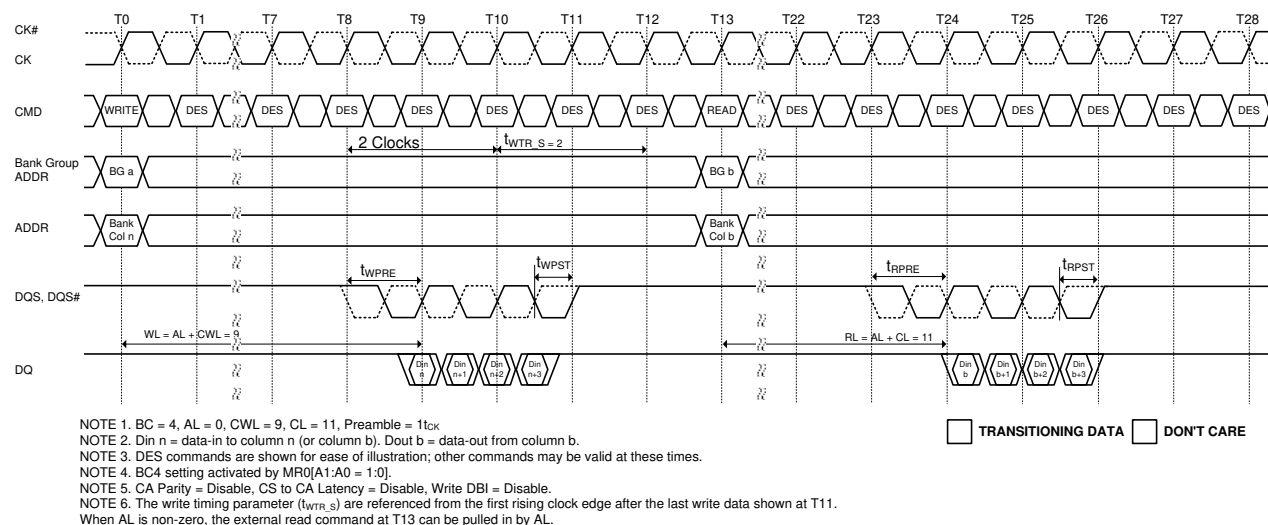 T0 T1 T7 T8 T9 T10 T11 T12 T13 T22 T23 T24 T25 T26 T27 T28
CK#
CK
CMD WRITE DES DES DES DES DES DES DES READ DES DES DES DES DES DES DES
2 Clocks tWTR_S = 2
Bank Group
ADDR
BG a BG b
ADDR
Bank
Col n
Bank
Col b
tWPRE tWPST tRPRE tRPST
DQS, DQS#
WL = AL + CWL = 9 RL = AL + CL = 11
DQ
Din
n
Din
n+1
Din
n+2
Din
n+3
Din
b
Din
b+1
Din
b+2
Din
b+3
NOTE 1. BC = 4, AL = 0, CWL = 9, CL = 11, Preamble = 1tCK
NOTE 2. Din n = data-in to column n (or column b). Dout b = data-out from column b.
NOTE 3. DES commands are shown for ease of illustration; other commands may be valid at these times.
NOTE 4. BC4 setting activated by MR0[A1:A0 = 1:0].
NOTE 5. CA Parity = Disable, CS to CA Latency = Disable, Write DBI = Disable.
NOTE 6. The write timing parameter (tWTR_S) are referenced from the first rising clock edge after the last write data shown at T11.
When AL is non-zero, the external read command at T13 can be pulled in by AL.
TRANSITIONING DATA DON'T CARE